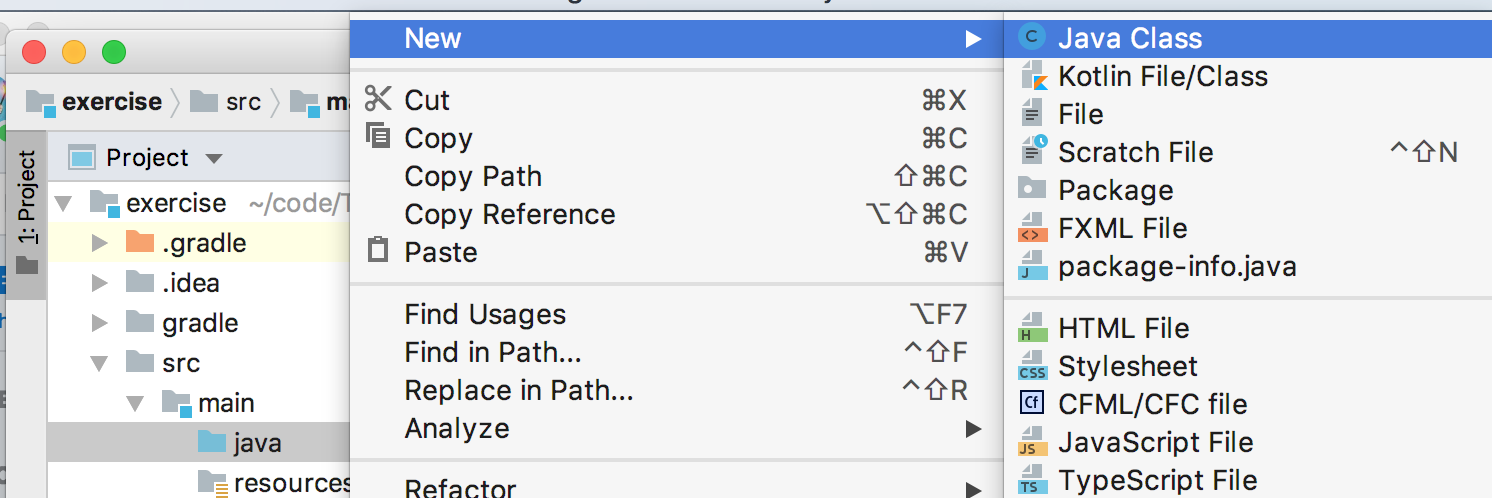 exercise src
1: Project
Project
exercise ~/code/
.gradle
.idea
gradle
src
main
java
resources
New
Cut ⌘X
Copy ⌘C
Copy Path ⇧⌘C
Copy Reference ⌥⇧⌘C
Paste ⌘V
Find Usages ⌥F7
Find in Path... ^⇧F
Replace in Path... ^⇧R
Analyze
Refactor
Java Class
Kotlin File/Class
File
Scratch File ^⇧N
Package
FXML File
package-info.java
HTML File
Stylesheet
CFML/CFC file
JavaScript File
TypeScript File